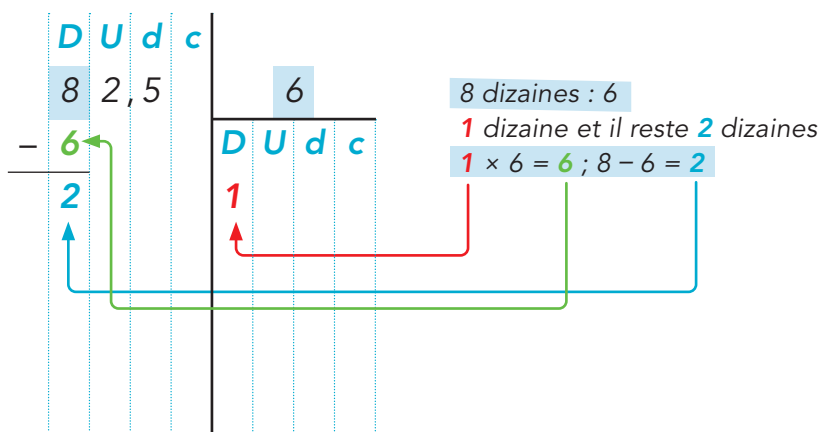 D U d c
8 2,5 6
8 dizaines : 6
– 6
D U d c
1 dizaine et il reste 2 dizaines
1 × 6 = 6 ; 8 – 6 = 2
2
1